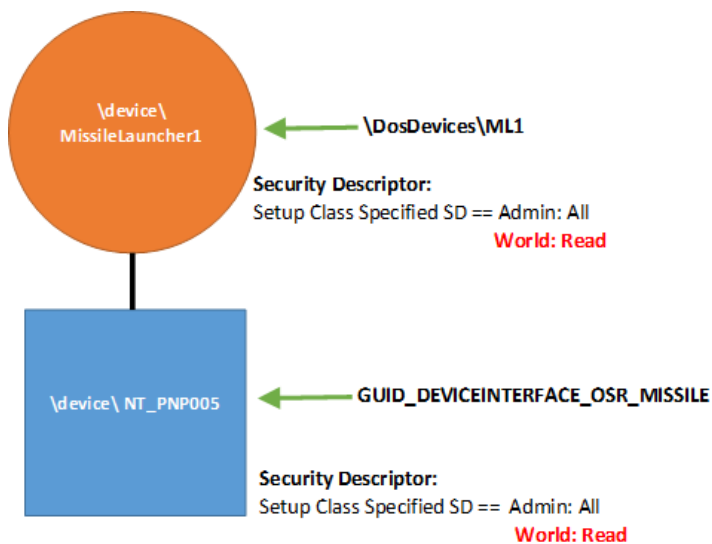 \device\
MissileLauncher1
\DosDevices\ML1
Security Descriptor:
Setup Class Specified SD == Admin: All
World: Read
\device\ NT_PNP005
GUID_DEVICEINTERFACE_OSR_MISSILE
Security Descriptor:
Setup Class Specified SD == Admin: All
World: Read